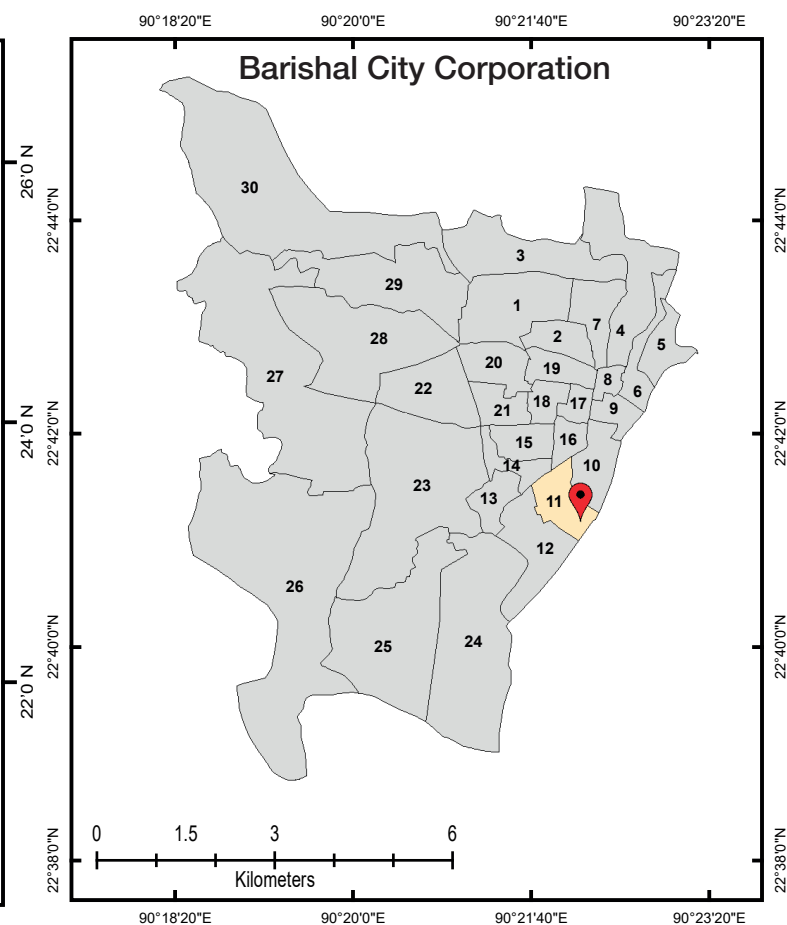 90°18'20"E 90°20'0"E 90°21'40"E 90°23'20"E
Barishal City Corporation
26'0 N
24'0 N
22'0 N
22°44'0"N
22°42'0"N
22°40'0"N
22°38'0"N
22°44'0"N
22°42'0"N
22°40'0"N
22°38'0"N
30
3
29
1
28
7
4
2
5
20
19
27
22
8
6
21
18
17
9
15
16
14
10
23
13
11
12
26
25
24
0 1.5 3 6
Kilometers
90°18'20"E 90°20'0"E 90°21'40"E 90°23'20"E